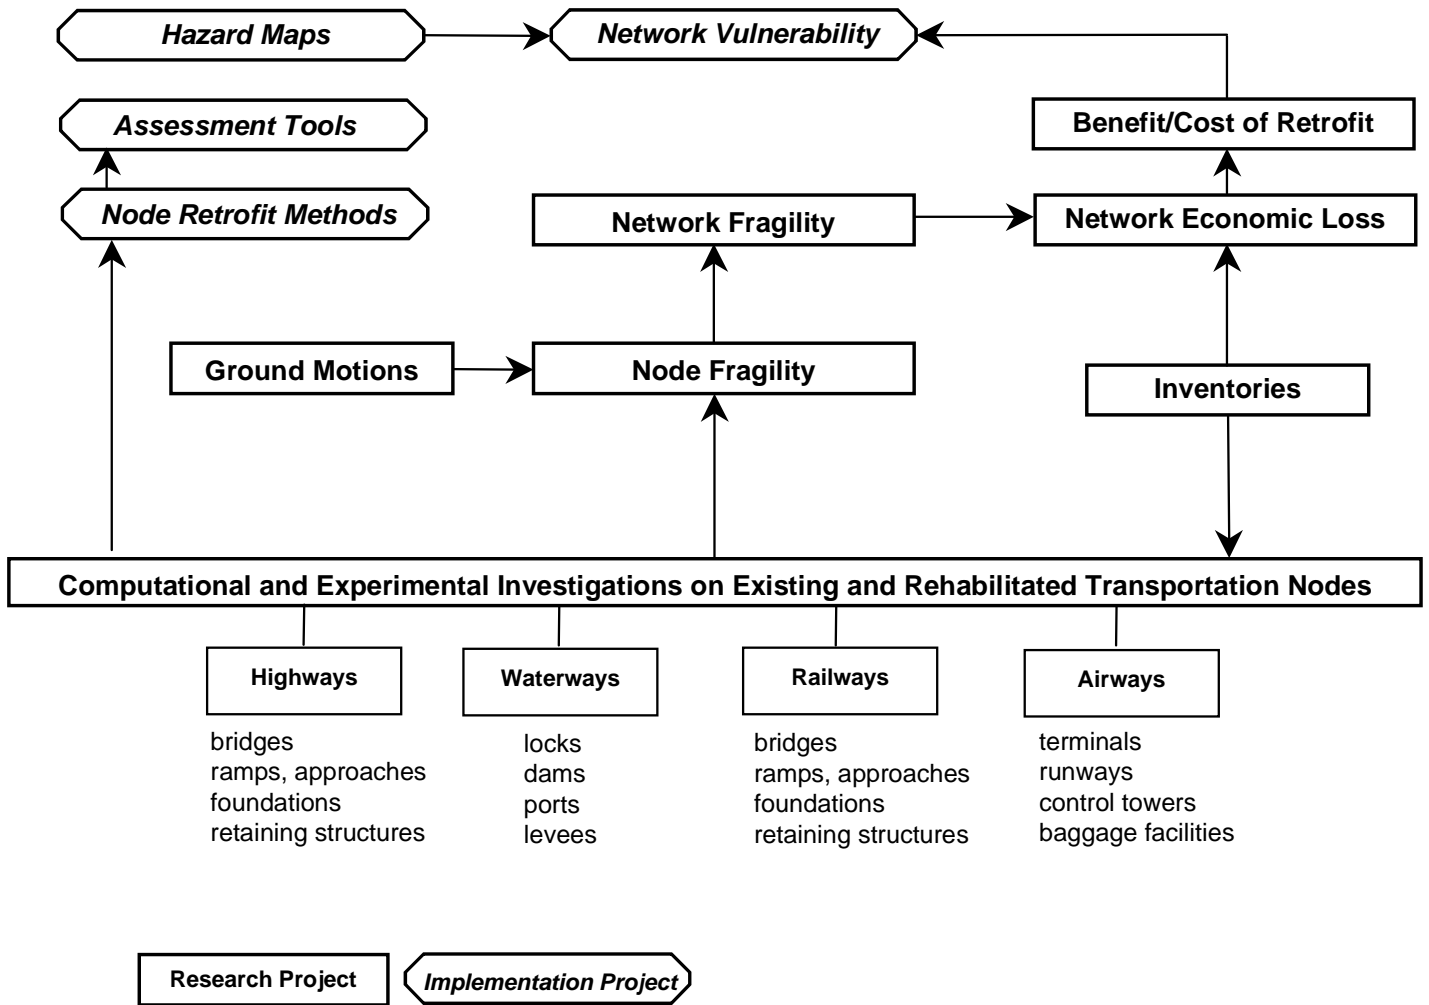 Hazard Maps
Network Vulnerability
Assessment Tools
Benefit/Cost of Retrofit
Node Retrofit Methods
Network Fragility
Network Economic Loss
Ground Motions
Node Fragility
Inventories
Computational and Experimental Investigations on Existing and Rehabilitated Transportation Nodes
Highways
bridges
ramps, approaches
foundations
retaining structures
Waterways
locks
dams
ports
levees
Railways
bridges
ramps, approaches
foundations
retaining structures
Airways
terminals
runways
control towers
baggage facilities
Research Project
Implementation Project